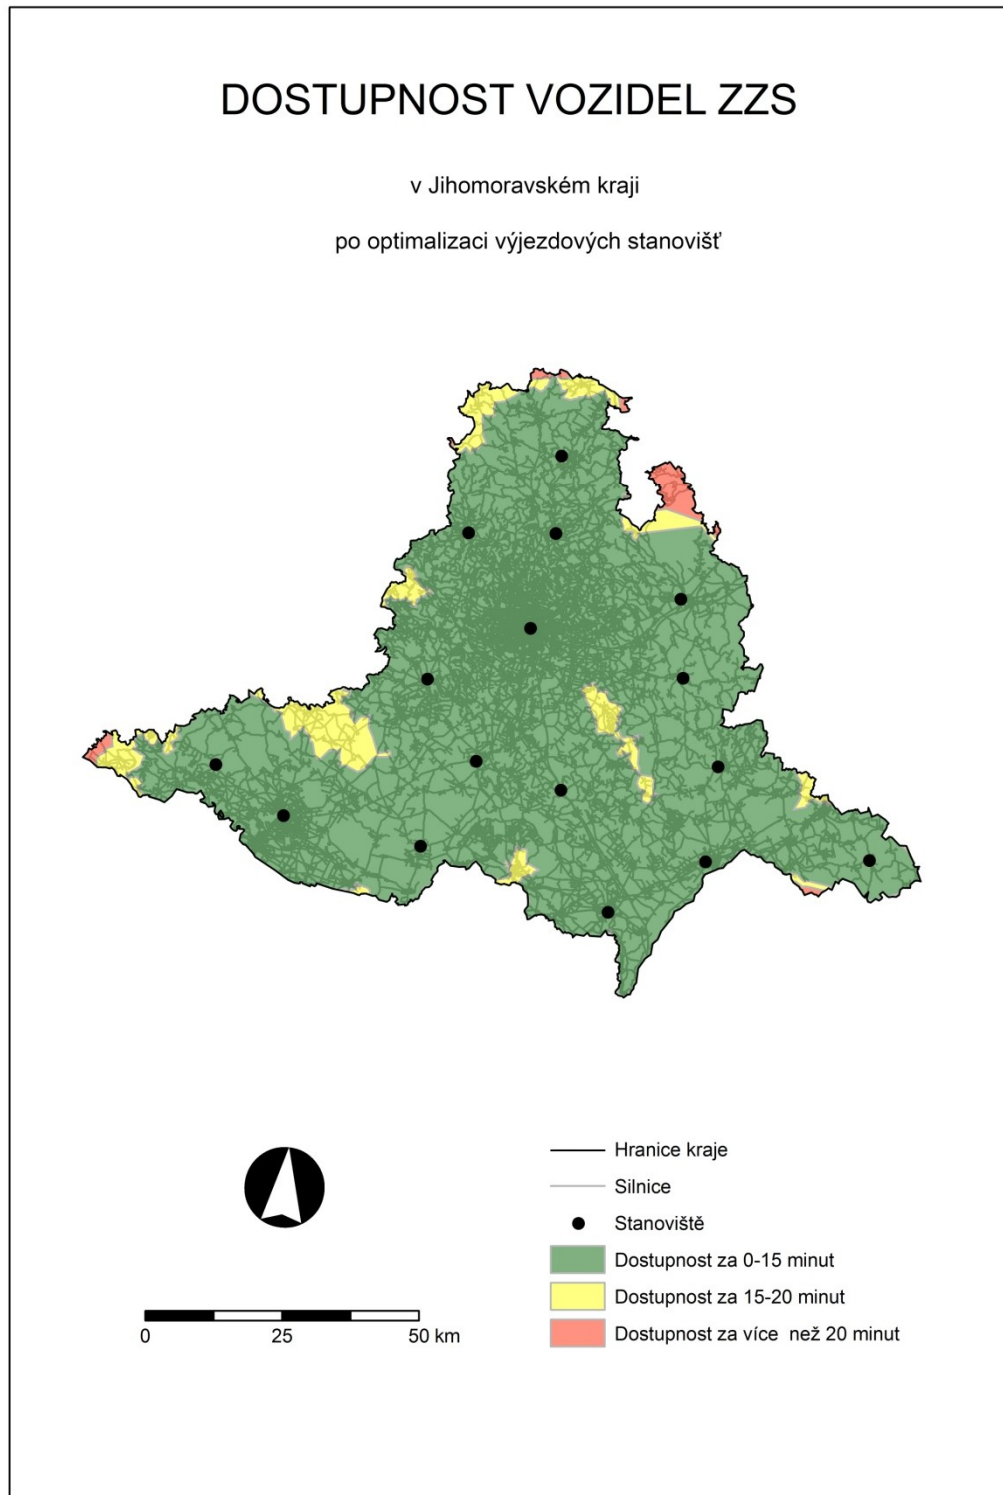 DOSTUPNOST VOZIDEL ZZS
v Jihomoravském kraji
po optimalizaci výjezdových stanovišť
Hranice kraje
Silnice
Stanoviště
Dostupnost za 0-15 minut
Dostupnost za 15-20 minut
Dostupnost za více než 20 minut
0 25 50 km